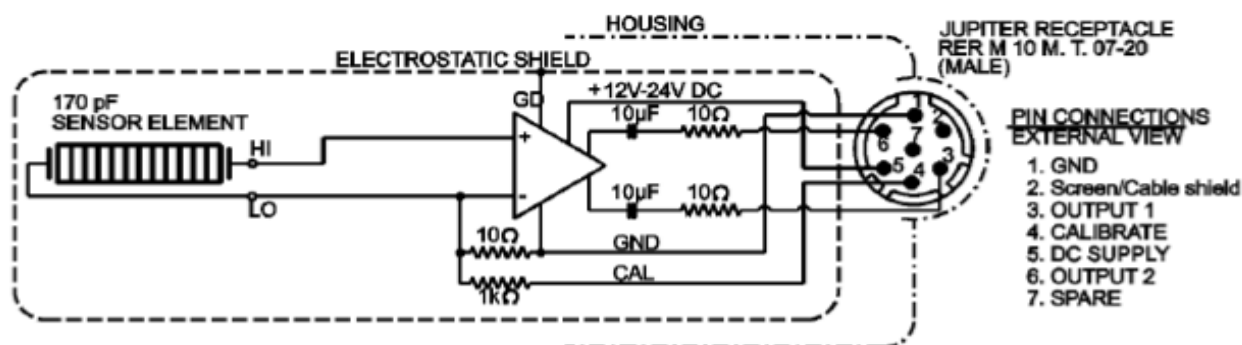 HOUSING
JUPITER RECEPTACLE
RER M 10 M. T. 07-20
(MALE)
ELECTROSTATIC SHIELD
+12V-24V DC
GD
170 pF
SENSOR ELEMENT
10µF
10Ω
HI
+
LO
-
10µF
10Ω
10Ω
GND
CAL
1kΩ
1
2
7
6
5
4
3
PIN CONNECTIONS
EXTERNAL VIEW
1. GND
2. Screen/Cable shield
3. OUTPUT 1
4. CALIBRATE
5. DC SUPPLY
6. OUTPUT 2
7. SPARE